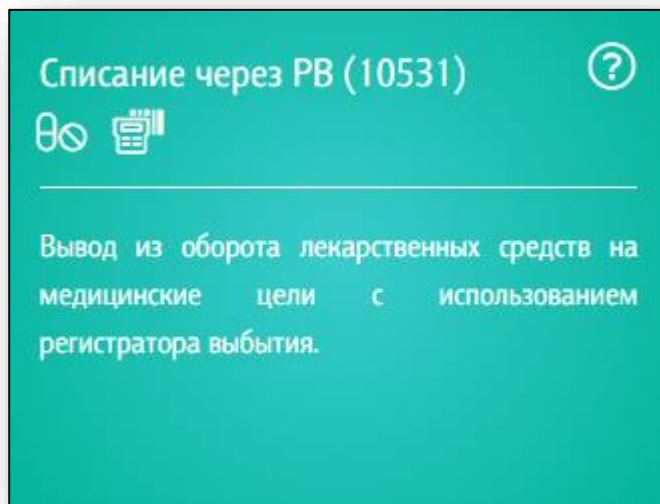 Списание через РВ (10531)
?
Вывод из оборота лекарственных средств на
медицинские цели с использованием
регистратора выбытия.